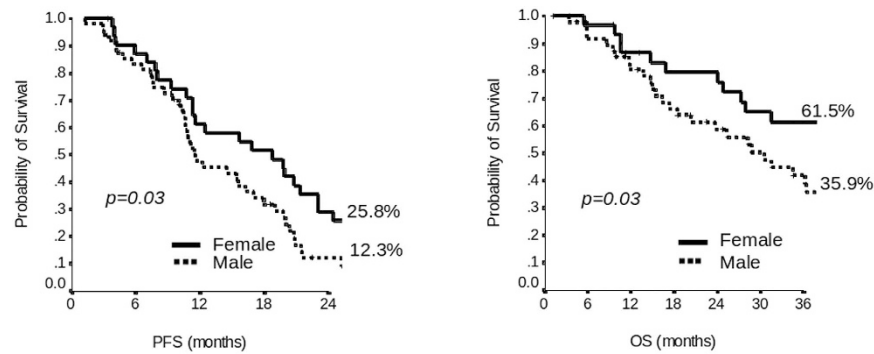 Probability of Survival
1.0
.9
.8
.7
.6
.5
.4
.3
.2
.1
0.0
p=0.03
25.8%
12.3%
Female
Male
0 6 12 18 24
PFS (months)
Probability of Survival
1.0
.9
.8
.7
.6
.5
.4
.3
.2
.1
0.0
p=0.03
61.5%
35.9%
Female
Male
0 6 12 18 24 30 36
OS (months)